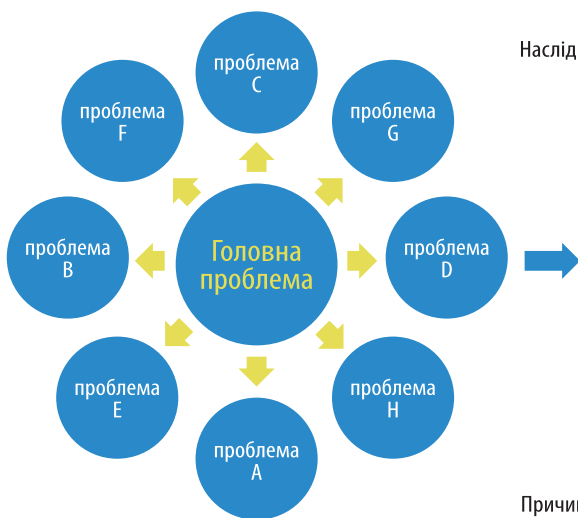 проблема
C
Наслід
проблема
F
проблема
G
проблема
B
Головна
проблема
проблема
D
проблема
E
проблема
H
проблема
A
Причи